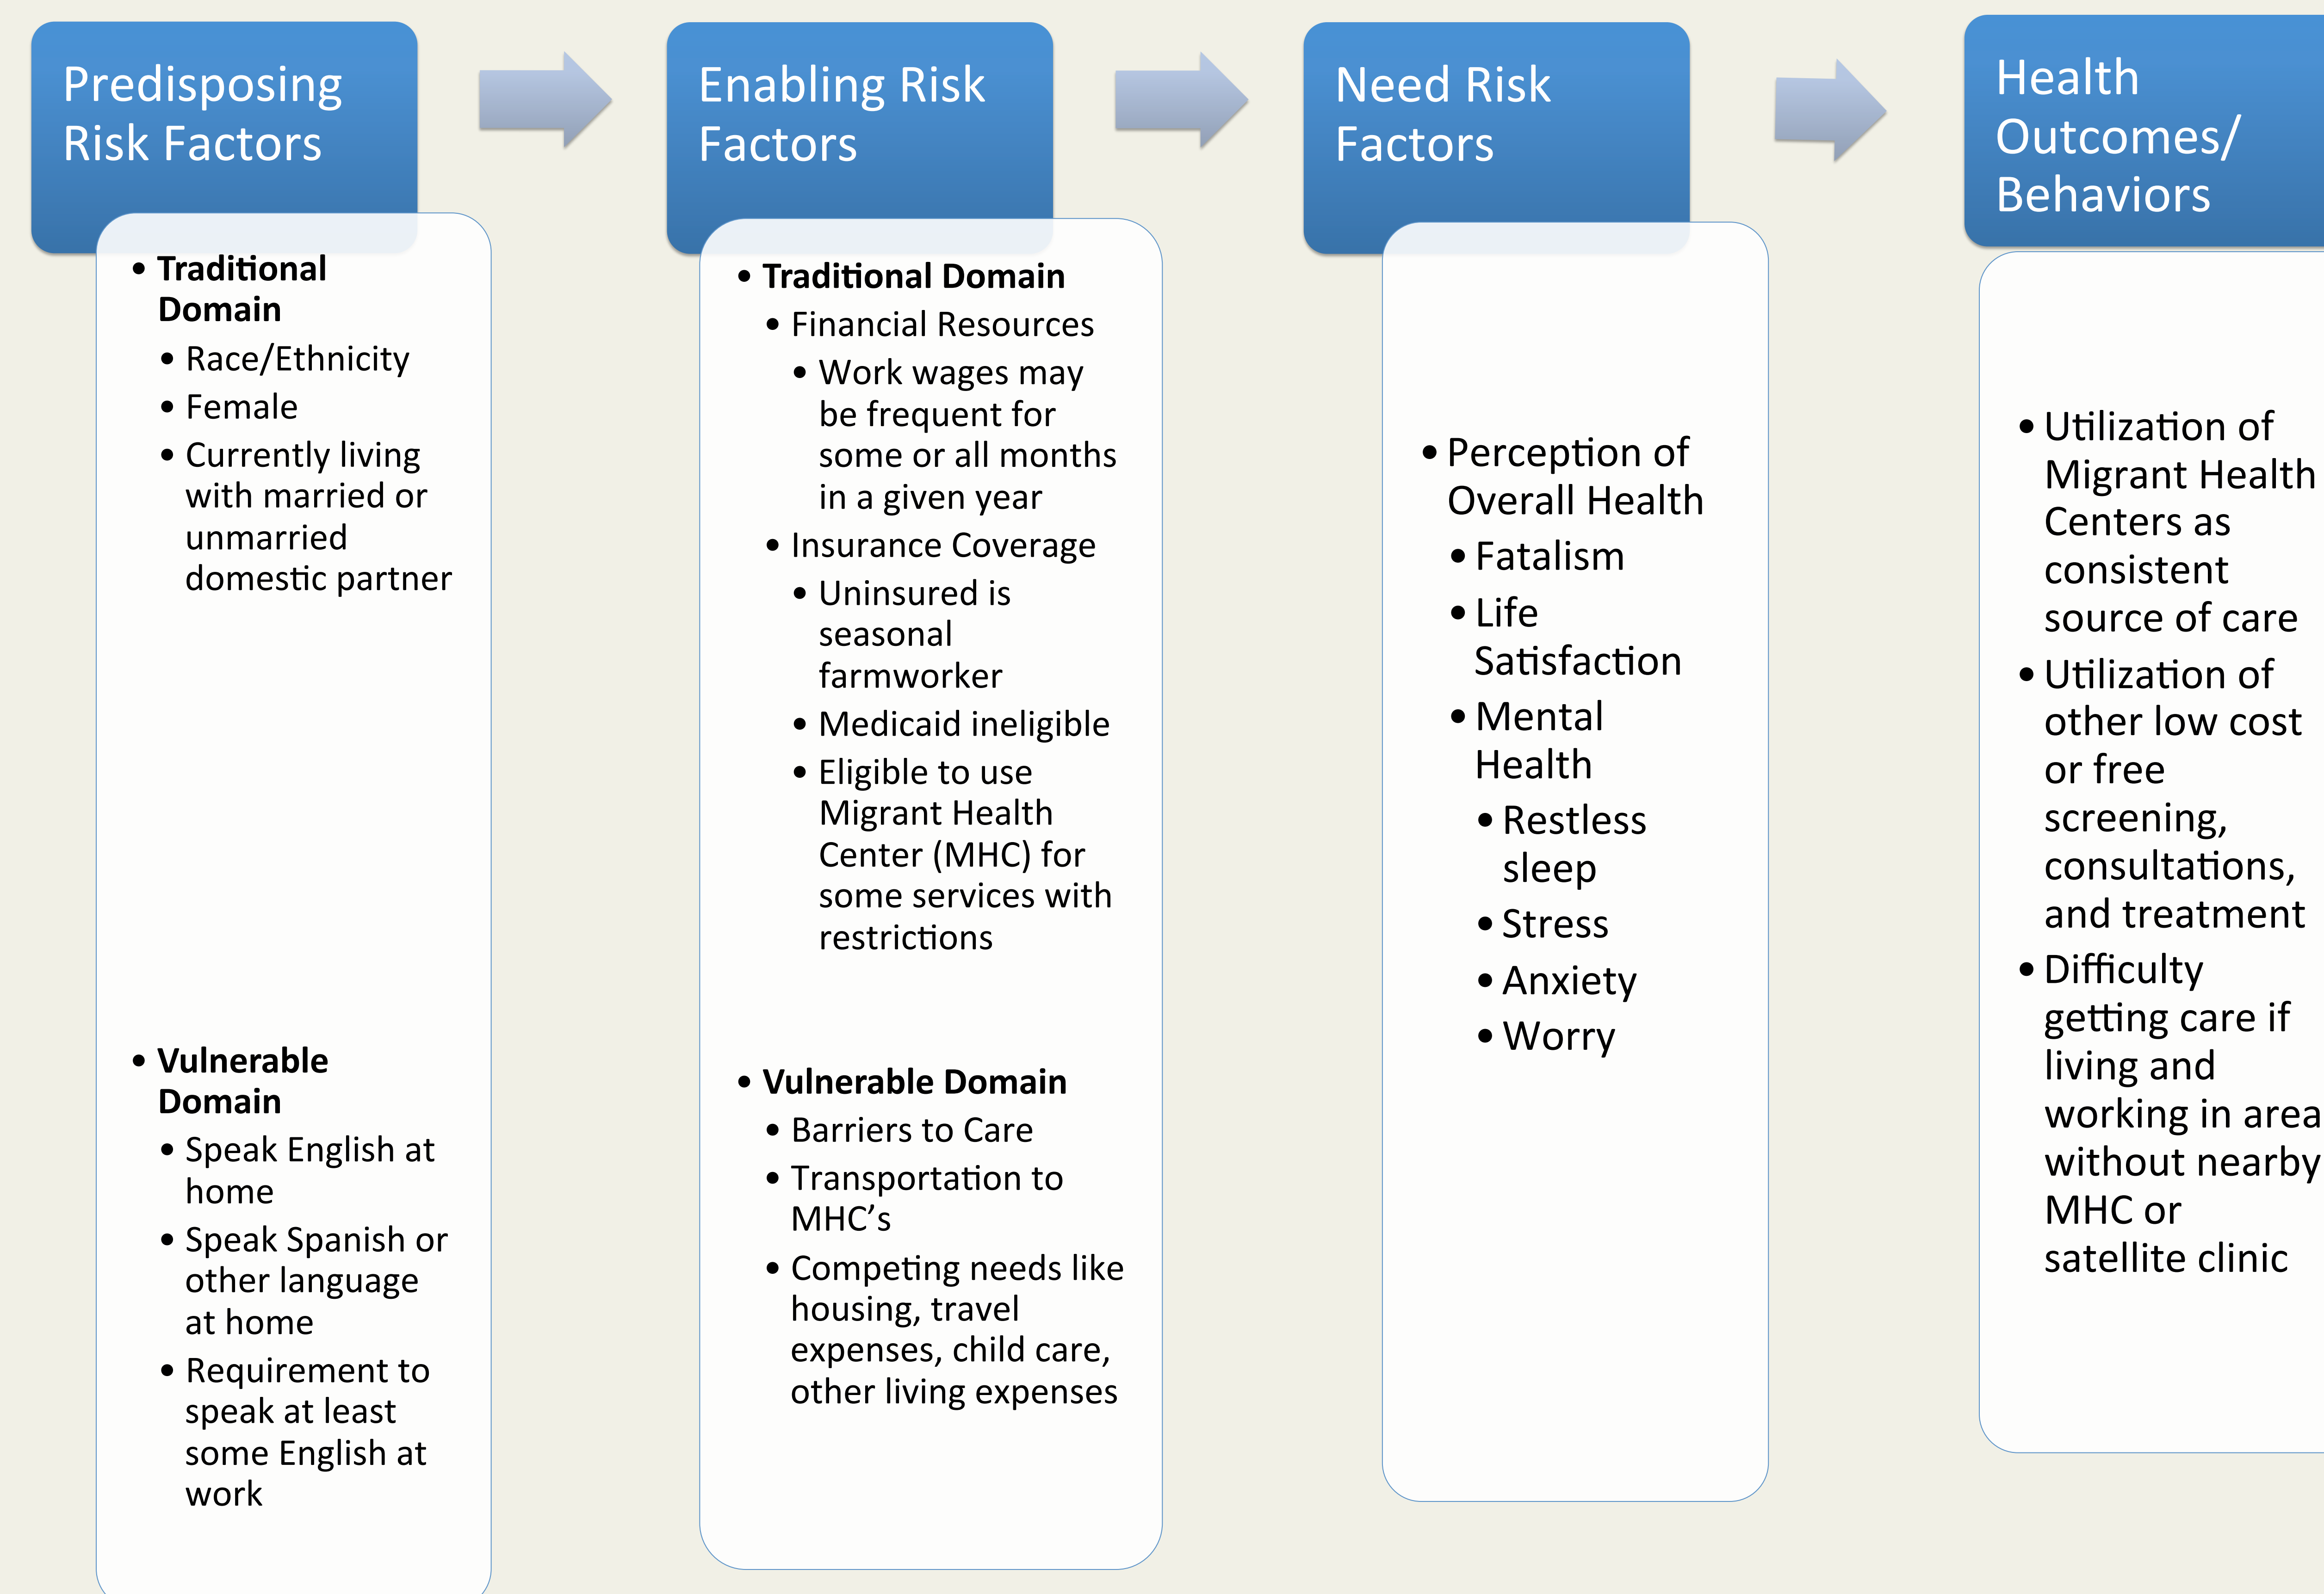 Predisposing
Risk Factors
• Traditional
Domain
• Race/Ethnicity
• Female
• Currently living
with married or
unmarried
domestic partner
• Vulnerable
Domain
• Speak English at
home
• Speak Spanish or
other language
at home
• Requirement to
speak at least
some English at
work
Enabling Risk
Factors
• Traditional Domain
• Financial Resources
• Work wages may
be frequent for
some or all months
in a given year
• Insurance Coverage
• Uninsured is
seasonal
farmworker
• Medicaid ineligible
• Eligible to use
Migrant Health
Center (MHC) for
some services with
restrictions
• Vulnerable Domain
• Barriers to Care
• Transportation to
MHC’s
• Competing needs like
housing, travel
expenses, child care,
other living expenses
Need Risk
Factors
• Perception of
Overall Health
• Fatalism
• Life
Satisfaction
• Mental
Health
• Restless
sleep
• Stress
• Anxiety
• Worry
Health
Outcomes/
Behaviors
• Utilization of
Migrant Health
Centers as
consistent
source of care
• Utilization of
other low cost
or free
screening,
consultations,
and treatment
• Difficulty
getting care if
living and
working in area
without nearby
MHC or
satellite clinic